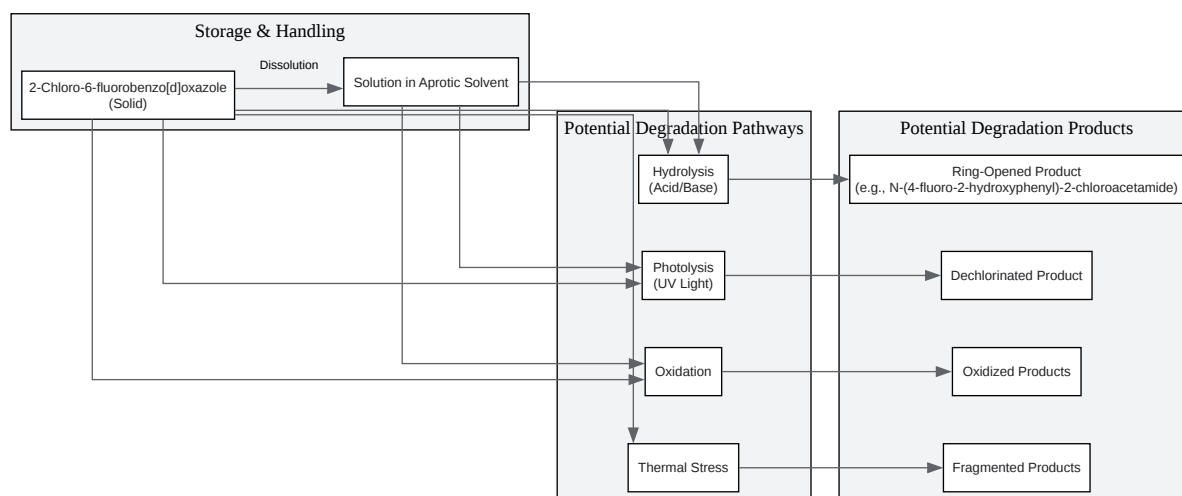 Storage & Handling
2-Chloro-6-fluorobenzo[d]oxazole
(Solid)
Dissolution
Solution in Aprotic Solvent
Potential Degradation Pathways
Hydrolysis
(Acid/Base)
Photolysis
(UV Light)
Oxidation
Thermal Stress
Potential Degradation Products
Ring-Opened Product
(e.g., N-(4-fluoro-2-hydroxyphenyl)-2-chloroacetamide)
Dechlorinated Product
Oxidized Products
Fragmented Products